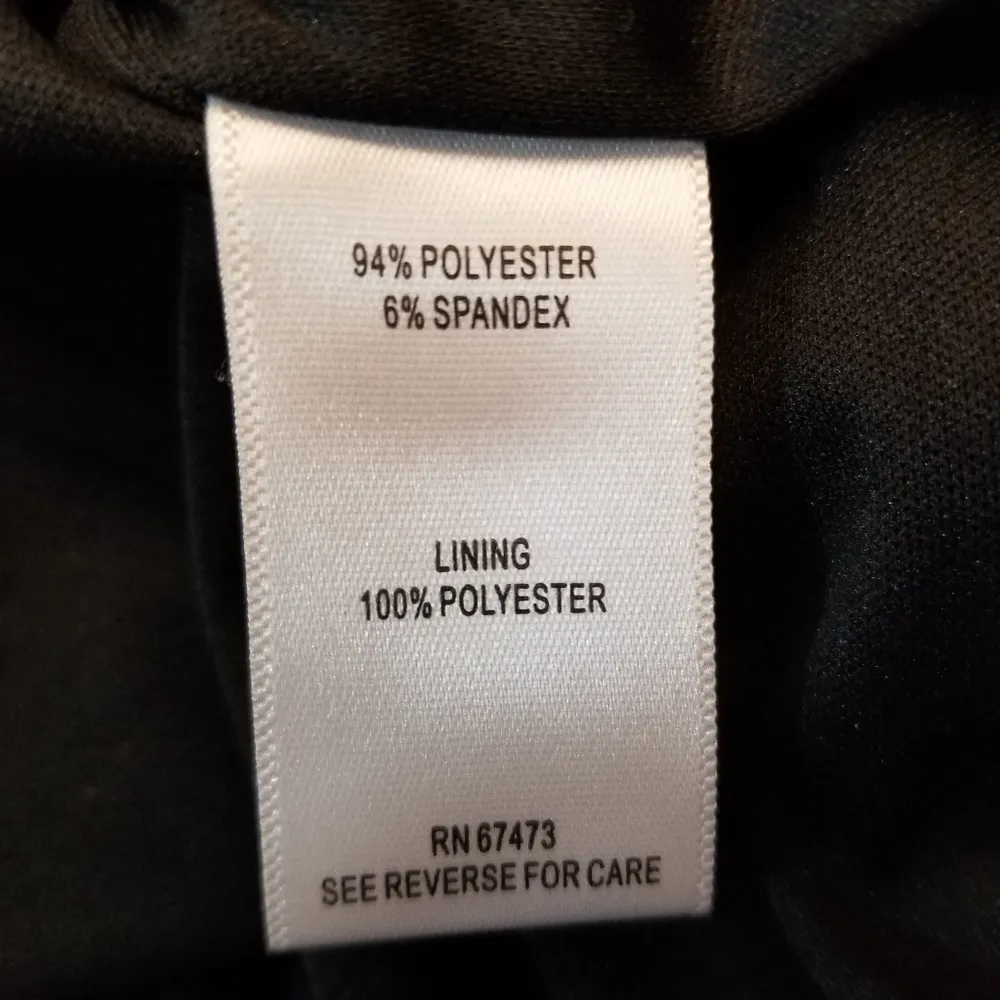 94% POLYESTER
6% SPANDEX
LINING
100% POLYESTER
RN 67473
SEE REVERSE FOR CARE